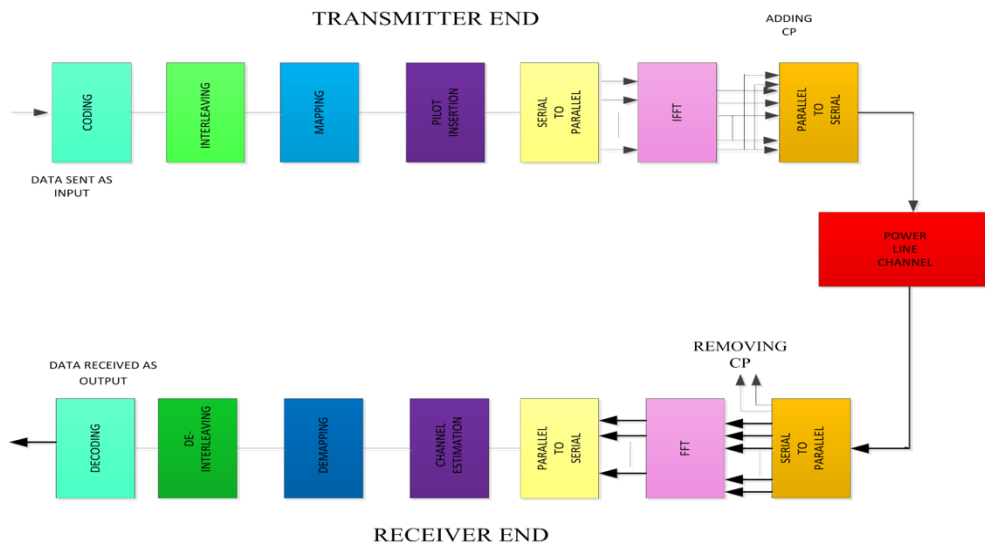 TRANSMITTER END
ADDING
CP
CODING
INTERLEAVING
MAPPING
PILOT
INSERTION
SERIAL
TO
PARALLEL
IFFT
PARALLEL
TO
SERIAL
DATA SENT AS
INPUT
POWER
LINE
CHANNEL
REMOVING
CP
DATA RECEIVED AS
OUTPUT
DECODING
DE-
INTERLEAVING
DEMAPPING
CHANNEL
ESTIMATION
PARALLEL
TO
SERIAL
FFT
SERIAL
TO
PARALLEL
RECEIVER END